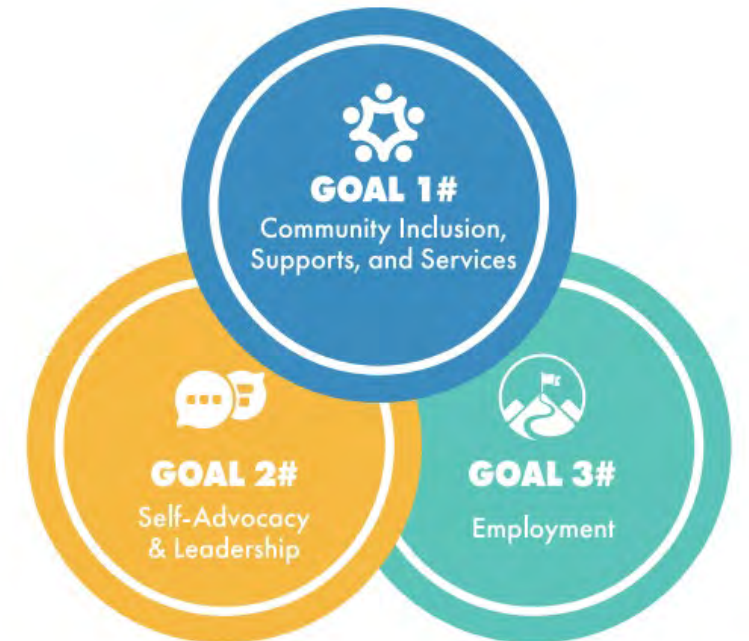 GOAL 1#
Community Inclusion,
Supports, and Services
GOAL 2#
Self-Advocacy
& Leadership
GOAL 3#
Employment